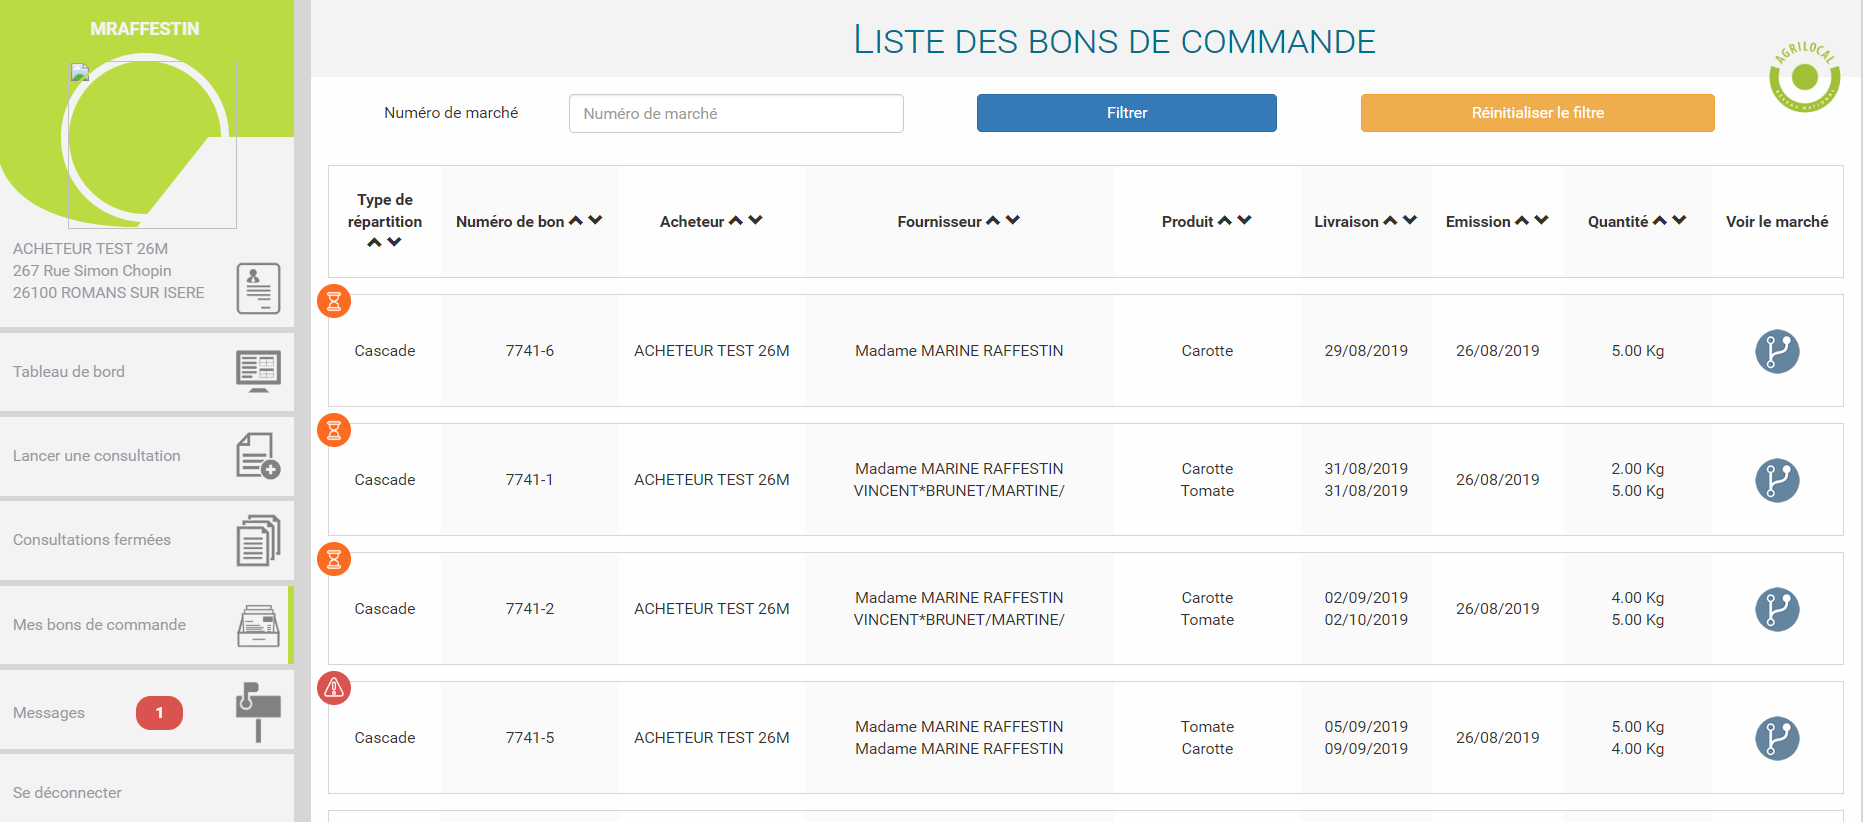 MRAFFESTIN
ACHETEUR TEST 26M
267 Rue Simon Chopin
26100 ROMANS SUR ISERE
Tableau de bord
Lancer une consultation
Consultations fermées
Mes bons de commande
Messages 1
Se déconnecter
LISTE DES BONS DE COMMANDE
AGRILOCAL
RÉSEAU NATIONAL
Numéro de marché Numéro de marché Filtrer Réinitialiser le filtre
Type de répartition Numéro de bon Acheteur Fournisseur Produit Livraison Emission Quantité Voir le marché
Cascade 7741-6 ACHETEUR TEST 26M Madame MARINE RAFFESTIN Carotte 29/08/2019 26/08/2019 5.00 Kg
Cascade 7741-1 ACHETEUR TEST 26M Madame MARINE RAFFESTIN Carotte 31/08/2019 26/08/2019 2.00 Kg
VINCENT*BRUNET/MARTINE/ Tomate 31/08/2019 5.00 Kg
Cascade 7741-2 ACHETEUR TEST 26M Madame MARINE RAFFESTIN Carotte 02/09/2019 26/08/2019 4.00 Kg
VINCENT*BRUNET/MARTINE/ Tomate 02/10/2019 5.00 Kg
Cascade 7741-5 ACHETEUR TEST 26M Madame MARINE RAFFESTIN Tomate 05/09/2019 26/08/2019 5.00 Kg
Madame MARINE RAFFESTIN Carotte 09/09/2019 4.00 Kg